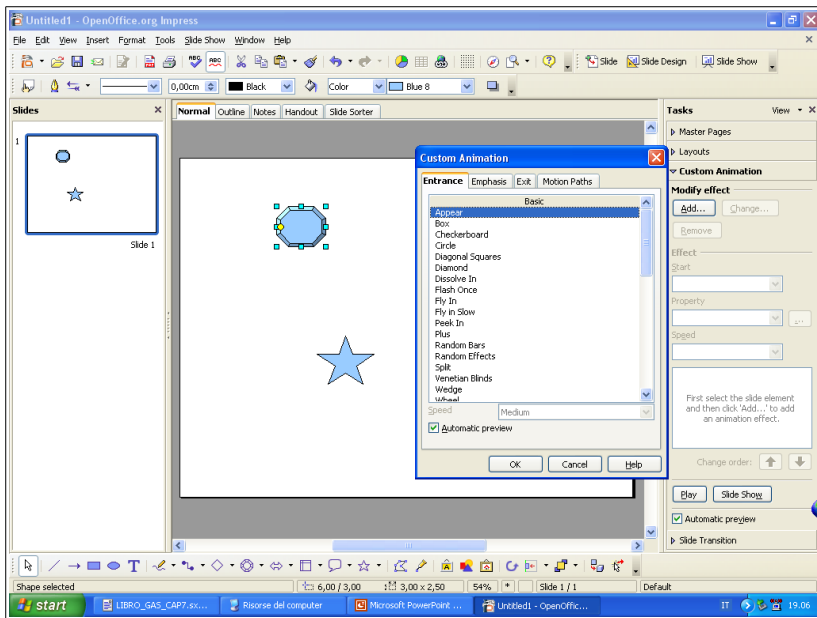 Untitled1 - OpenOffice.org Impress
File Edit View Insert Format Tools Slide Show Window Help
Slide Slide Design Slide Show
0,00cm Black Color Blue 8
Slides
Normal Outline Notes Handout Slide Sorter
Tasks View
1
Slide 1
Master Pages
Layouts
Custom Animation
Modify effect
Add... Change...
Remove
Effect
Start
Property
...
Speed
First select the slide element
and then click 'Add...' to add
an animation effect.
Change order:
Play Slide Show
Automatic preview
Slide Transition
Custom Animation
Entrance Emphasis Exit Motion Paths
Basic
Appear
Box
Checkerboard
Circle
Diagonal Squares
Diamond
Dissolve In
Flash Once
Fly In
Fly in Slow
Peek In
Plus
Random Bars
Random Effects
Split
Venetian Blinds
Wedge
Wheel
Speed Medium
Automatic preview
OK Cancel Help
Shape selected 6,00 / 3,00 3,00 x 2,50 54% * Slide 1 / 1 Default
start LIBRO_GAS_CAP7.sx... Risorse del computer Microsoft PowerPoint ... Untitled1 - OpenOffic... IT 19.06